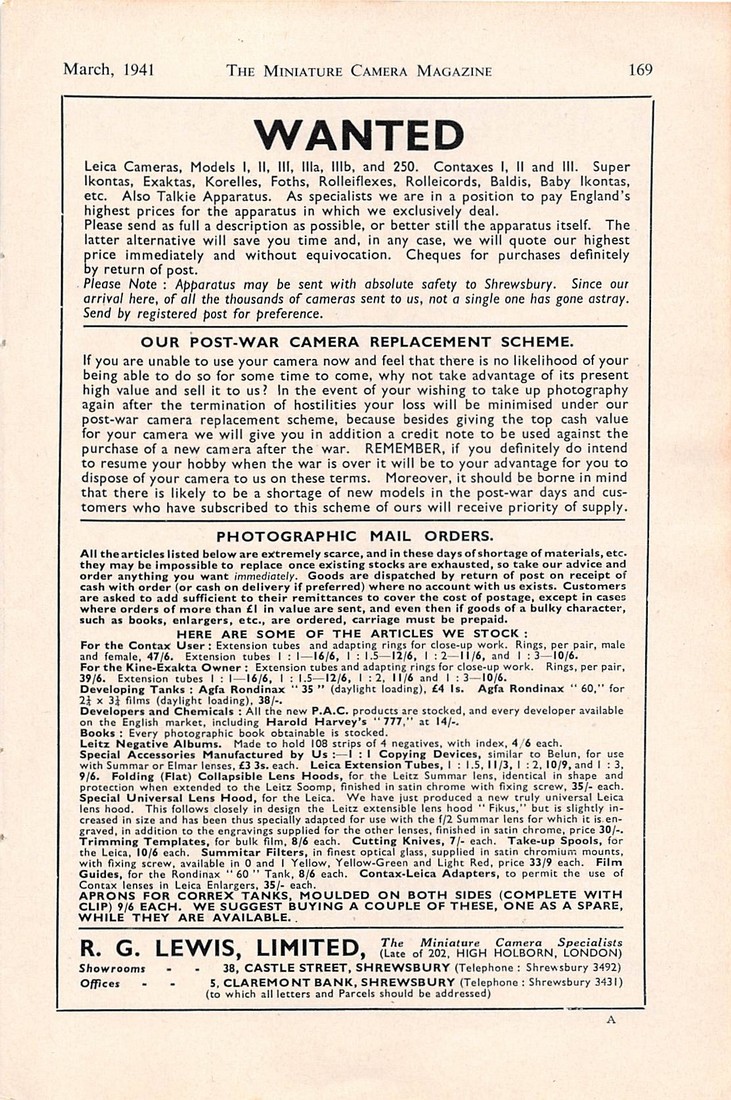 March, 1941 THE MINIATURE CAMERA MAGAZINE 169
WANTED
Leica Cameras, Models I, II, III, IIIa, IIIb, and 250. Contaxes I, II and III. Super
Ikontas, Exaktas, Korelles, Foths, Rolleiflexes, Rolleicords, Baldis, Baby Ikontas,
etc. Also Talkie Apparatus. As specialists we are in a position to pay England's
highest prices for the apparatus in which we exclusively deal.
Please send as full a description as possible, or better still the apparatus itself. The
latter alternative will save you time and, in any case, we will quote our highest
price immediately and without equivocation. Cheques for purchases definitely
by return of post.
Please Note : Apparatus may be sent with absolute safety to Shrewsbury. Since our
arrival here, of all the thousands of cameras sent to us, not a single one has gone astray.
Send by registered post for preference.
OUR POST-WAR CAMERA REPLACEMENT SCHEME.
If you are unable to use your camera now and feel that there is no likelihood of your
being able to do so for some time to come, why not take advantage of its present
high value and sell it to us? In the event of your wishing to take up photography
again after the termination of hostilities your loss will be minimised under our
post-war camera replacement scheme, because besides giving the top cash value
for your camera we will give you in addition a credit note to be used against the
purchase of a new camera after the war. REMEMBER, if you definitely do intend
to resume your hobby when the war is over it will be to your advantage for you to
dispose of your camera to us on these terms. Moreover, it should be borne in mind
that there is likely to be a shortage of new models in the post-war days and cus-
tomers who have subscribed to this scheme of ours will receive priority of supply.
PHOTOGRAPHIC MAIL ORDERS.
All the articles listed below are extremely scarce, and in these days of shortage of materials, etc.
they may be impossible to replace once existing stocks are exhausted, so take our advice and
order anything you want immediately. Goods are dispatched by return of post on receipt of
cash with order (or cash on delivery if preferred) where no account with us exists. Customers
are asked to add sufficient to their remittances to cover the cost of postage, except in cases
where orders of more than £1 in value are sent, and even then if goods of a bulky character,
such as books, enlargers, etc., are ordered, carriage must be prepaid.
HERE ARE SOME OF THE ARTICLES WE STOCK :
For the Contax User : Extension tubes and adapting rings for close-up work. Rings, per pair, male
and female, 47/6. Extension tubes 1 : 1—16/6, 1 : 1.5—12/6, 1 : 2—11/6, and 1 : 3—10/6.
For the Kine-Exakta Owner : Extension tubes and adapting rings for close-up work. Rings, per pair,
39/6. Extension tubes 1 : 1—16/6, 1 : 1.5—12/6, 1 : 2, 11/6 and 1 : 3—10/6.
Developing Tanks : Agfa Rondinax " 35 " (daylight loading), £4 1s. Agfa Rondinax " 60," for
2¼ x 3¼ films (daylight loading), 38/-.
Developers and Chemicals : All the new P.A.C. products are stocked, and every developer available
on the English market, including Harold Harvey's " 777," at 14/-.
Books : Every photographic book obtainable is stocked.
Leitz Negative Albums. Made to hold 108 strips of 4 negatives, with index, 4/6 each.
Special Accessories Manufactured by Us :—1 : 1 Copying Devices, similar to Belun, for use
with Summar or Elmar lenses, £3 3s. each. Leica Extension Tubes, 1 : 1.5, 11/3, 1 : 2, 10/9, and 1 : 3,
9/6. Folding (Flat) Collapsible Lens Hoods, for the Leitz Summar lens, identical in shape and
protection when extended to the Leitz Soomp, finished in satin chrome with fixing screw, 35/- each.
Special Universal Lens Hood, for the Leica. We have just produced a new truly universal Leica
lens hood. This follows closely in design the Leitz extensible lens hood " Fikus," but is slightly in-
creased in size and has been thus specially adapted for use with the f/2 Summar lens for which it is en-
graved, in addition to the engravings supplied for the other lenses, finished in satin chrome, price 30/-.
Trimming Templates, for bulk film, 8/6 each. Cutting Knives, 7/- each. Take-up Spools, for
the Leica, 10/6 each. Summitar Filters, in finest optical glass, supplied in satin chromium mounts,
with fixing screw, available in 0 and 1 Yellow, Yellow-Green and Light Red, price 33/9 each. Film
Guides, for the Rondinax " 60 " Tank, 8/6 each. Contax-Leica Adapters, to permit the use of
Contax lenses in Leica Enlargers, 35/- each.
APRONS FOR CORREX TANKS, MOULDED ON BOTH SIDES (COMPLETE WITH
CLIP) 9/6 EACH. WE SUGGEST BUYING A COUPLE OF THESE, ONE AS A SPARE,
WHILE THEY ARE AVAILABLE.
R. G. LEWIS, LIMITED, The Miniature Camera Specialists
(Late of 202, HIGH HOLBORN, LONDON)
Showrooms - - 38, CASTLE STREET, SHREWSBURY (Telephone : Shrewsbury 3492)
Offices - - 5, CLAREMONT BANK, SHREWSBURY (Telephone : Shrewsbury 3431)
(to which all letters and Parcels should be addressed)
A